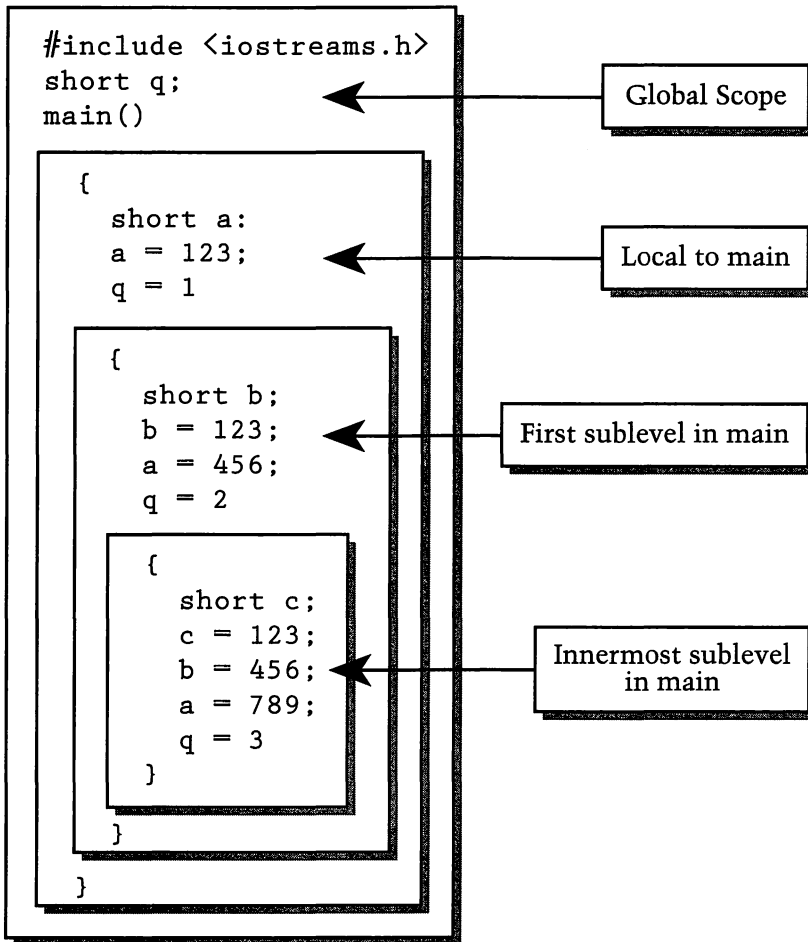 #include <iostreams.h>
short q;
main()
Global Scope
{
short a:
a = 123;
q = 1
Local to main
{
short b;
b = 123;
a = 456;
q = 2
First sublevel in main
{
short c;
c = 123;
b = 456;
a = 789;
q = 3
}
Innermost sublevel
in main
}
}